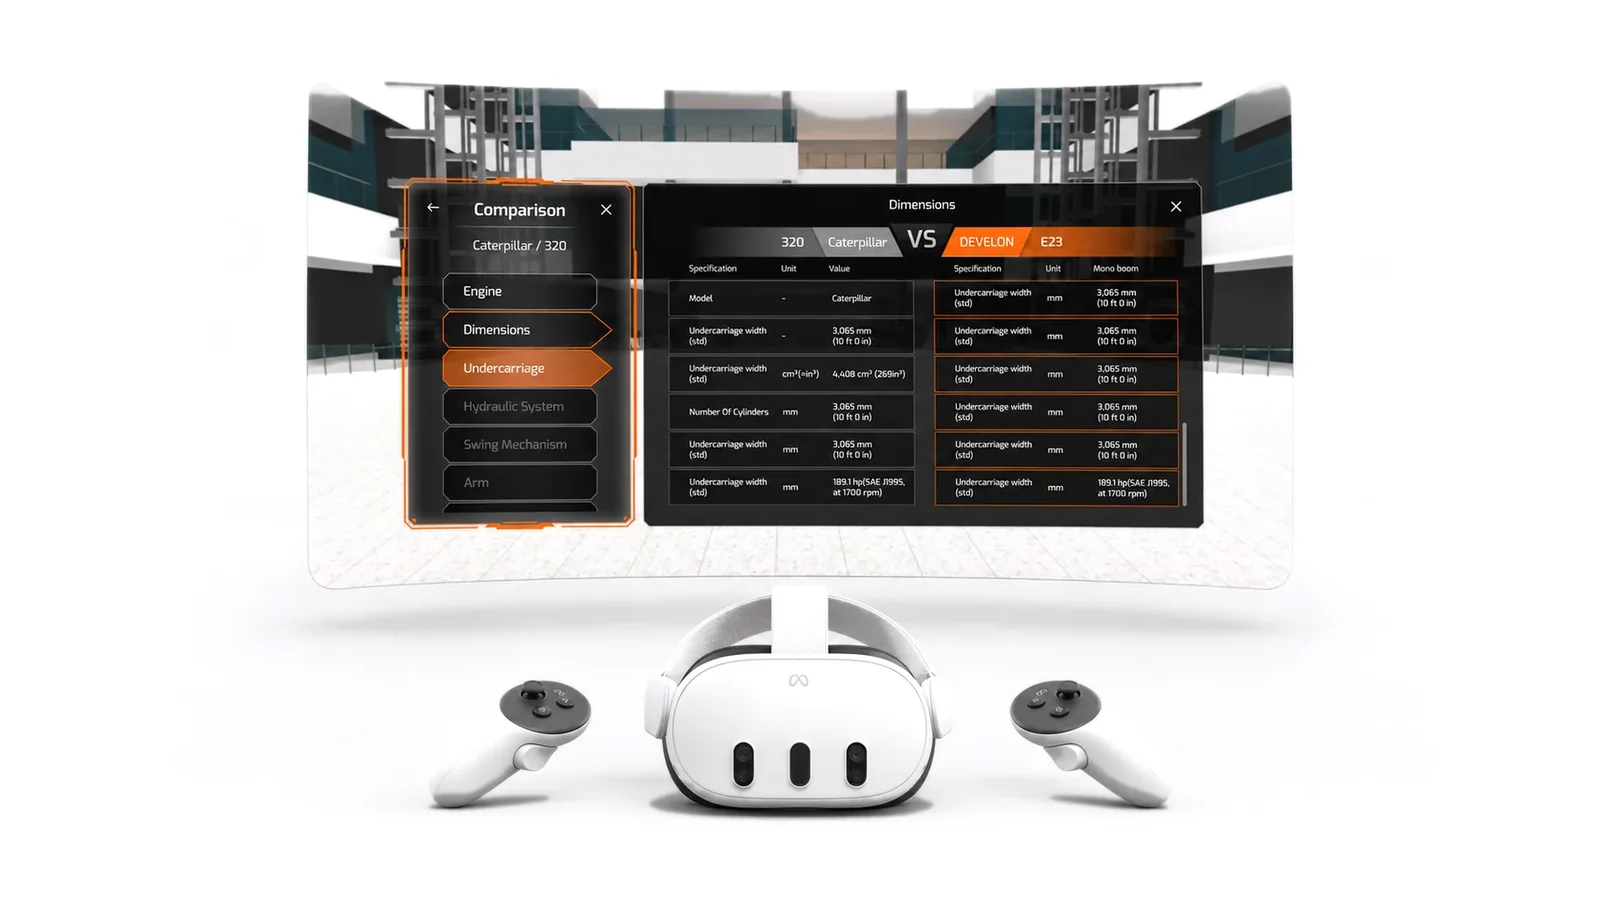 Comparison
Caterpillar / 320
Engine
Dimensions
Undercarriage
Hydraulic System
Swing Mechanism
Arm
Dimensions
320 Caterpillar VS DEVELON E23
Specification Unit Value
Model - Caterpillar
Undercarriage width - 3,065 mm
(std) (10 ft 0 in)
Undercarriage width cm³(=in³) 4,408 cm³ (269in³)
(std)
Number Of Cylinders mm 3,065 mm
(10 ft 0 in)
Undercarriage width mm 3,065 mm
(std) (10 ft 0 in)
Undercarriage width mm 189.1 hp(SAE J1995,
(std) at 1700 rpm)
Specification Unit Mono boom
Undercarriage width mm 3,065 mm
(std) (10 ft 0 in)
Undercarriage width mm 3,065 mm
(std) (10 ft 0 in)
Undercarriage width mm 3,065 mm
(std) (10 ft 0 in)
Undercarriage width mm 3,065 mm
(std) (10 ft 0 in)
Undercarriage width mm 3,065 mm
(std) (10 ft 0 in)
Undercarriage width mm 189.1 hp(SAE J1995,
(std) at 1700 rpm)